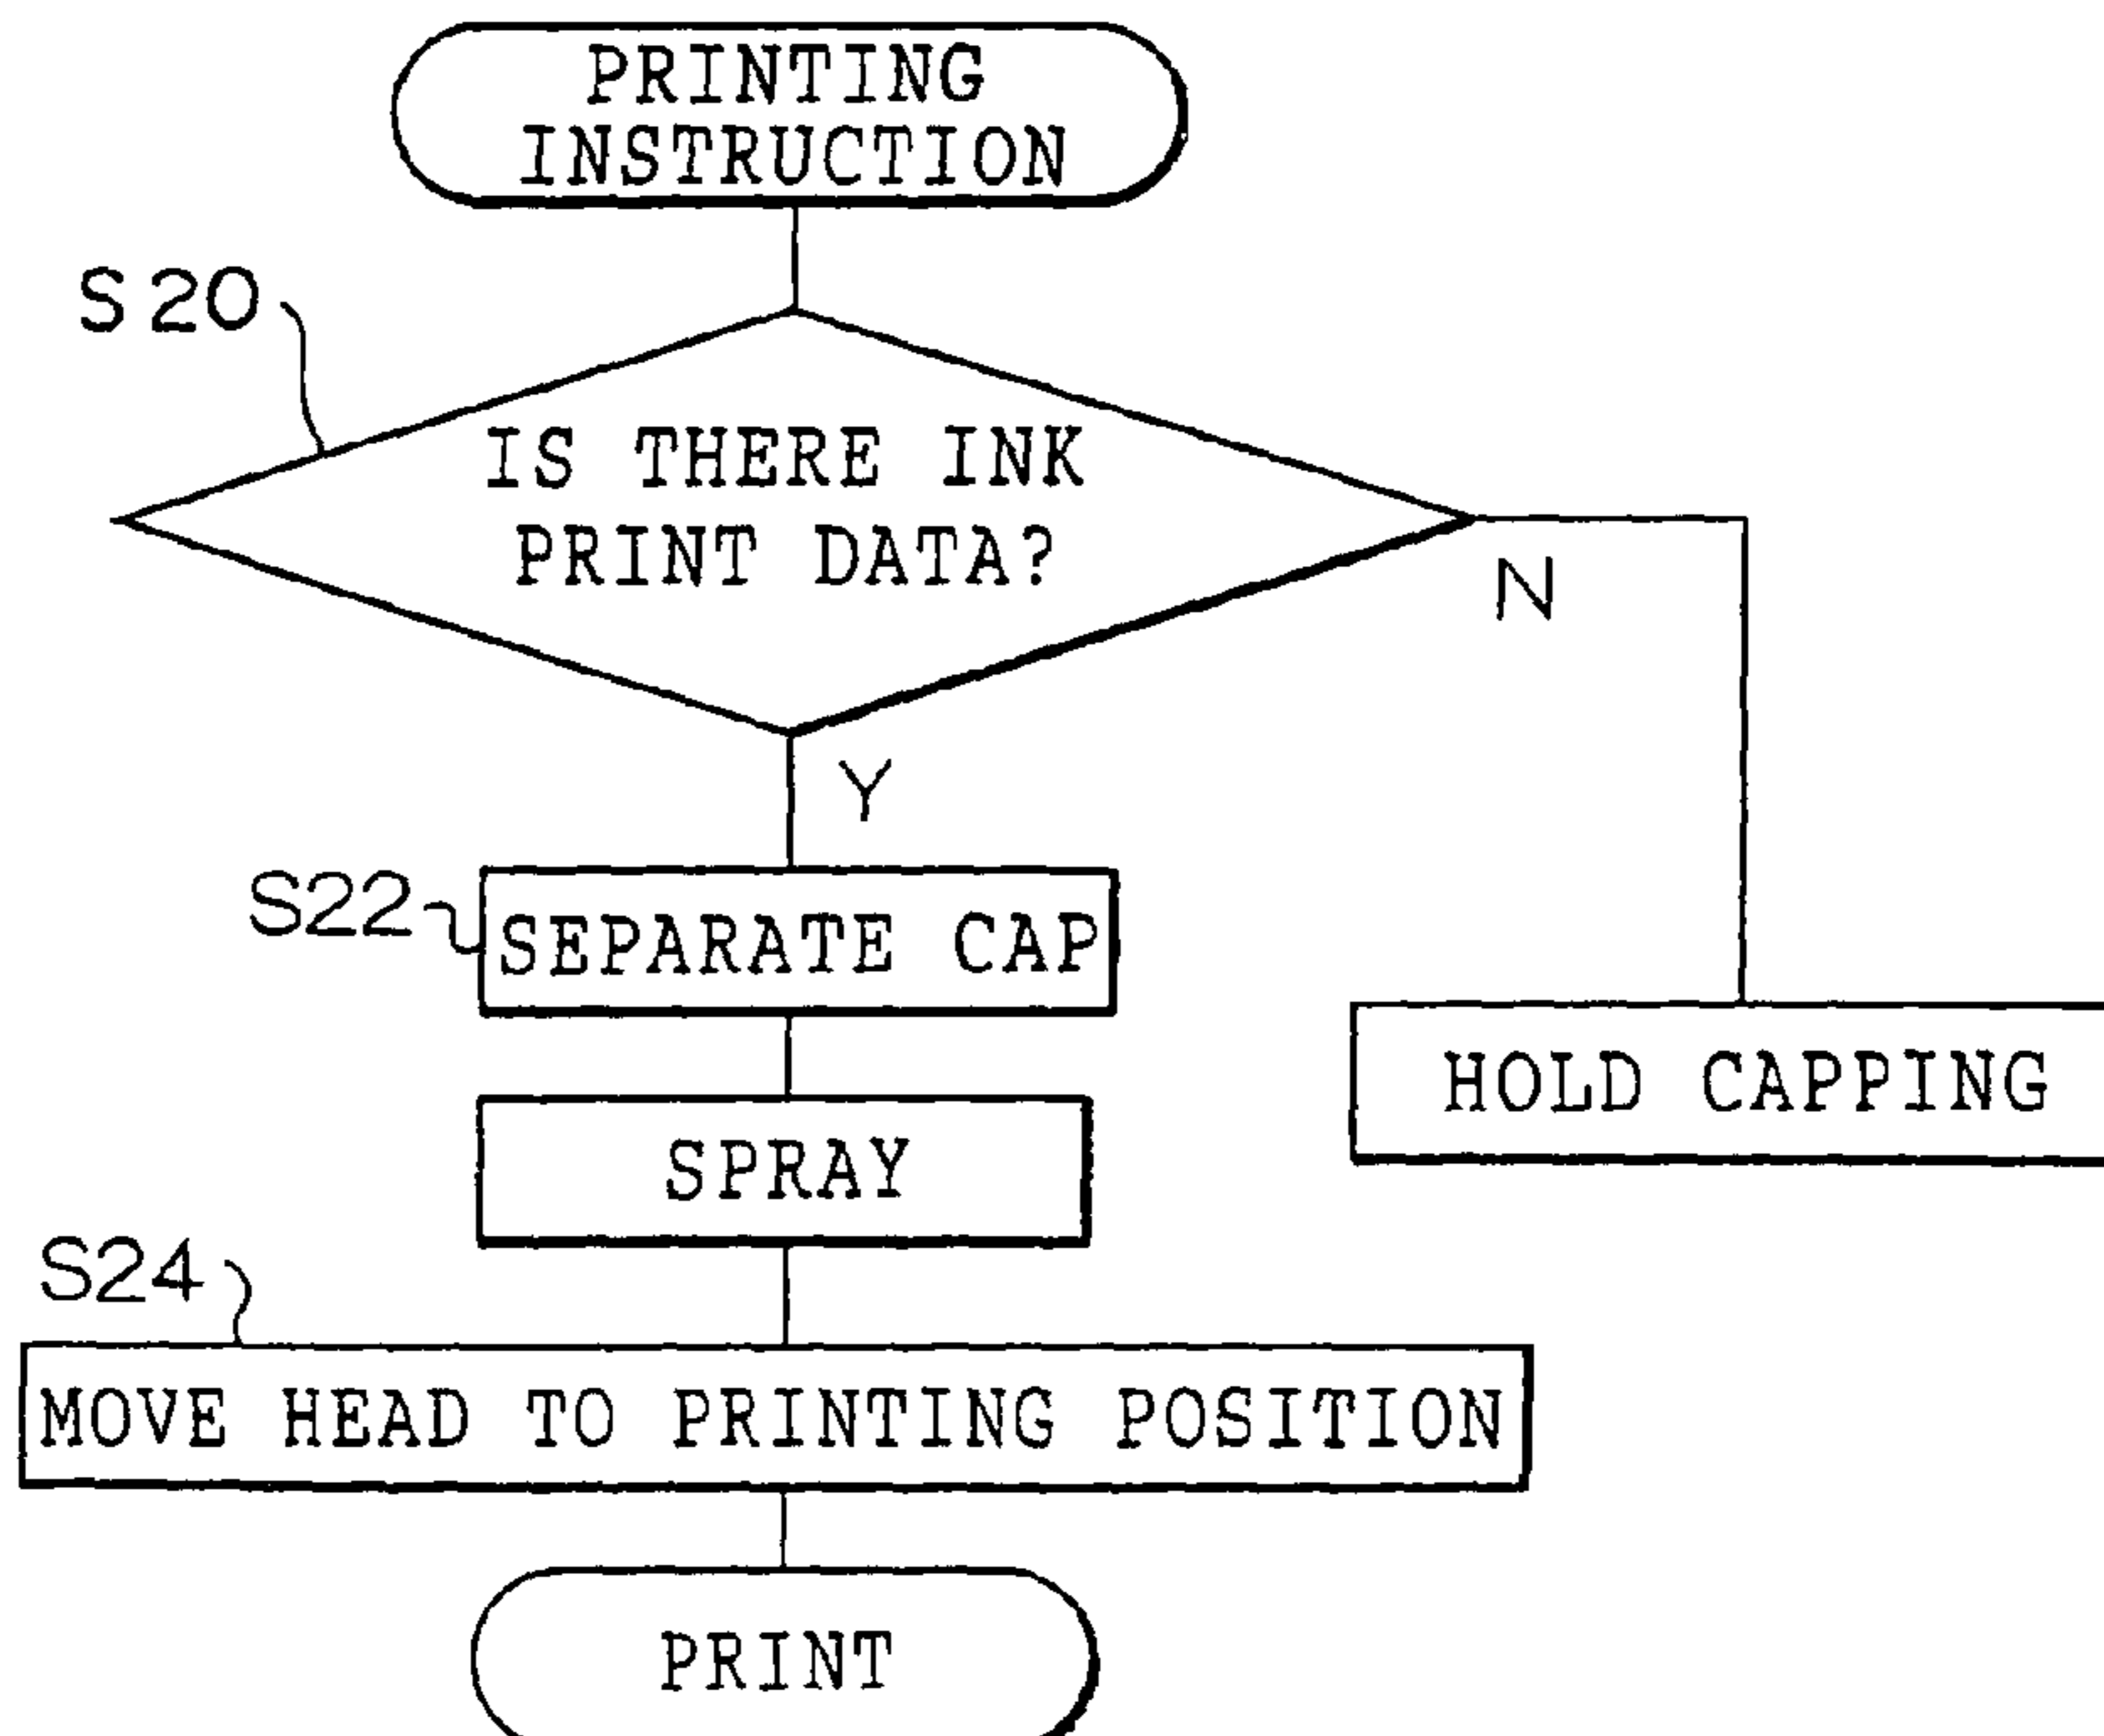 PRINTING
INSTRUCTION
S20
IS THERE INK
PRINT DATA?
N
Y
S22
SEPARATE CAP
HOLD CAPPING
SPRAY
S24
MOVE HEAD TO PRINTING POSITION
PRINT